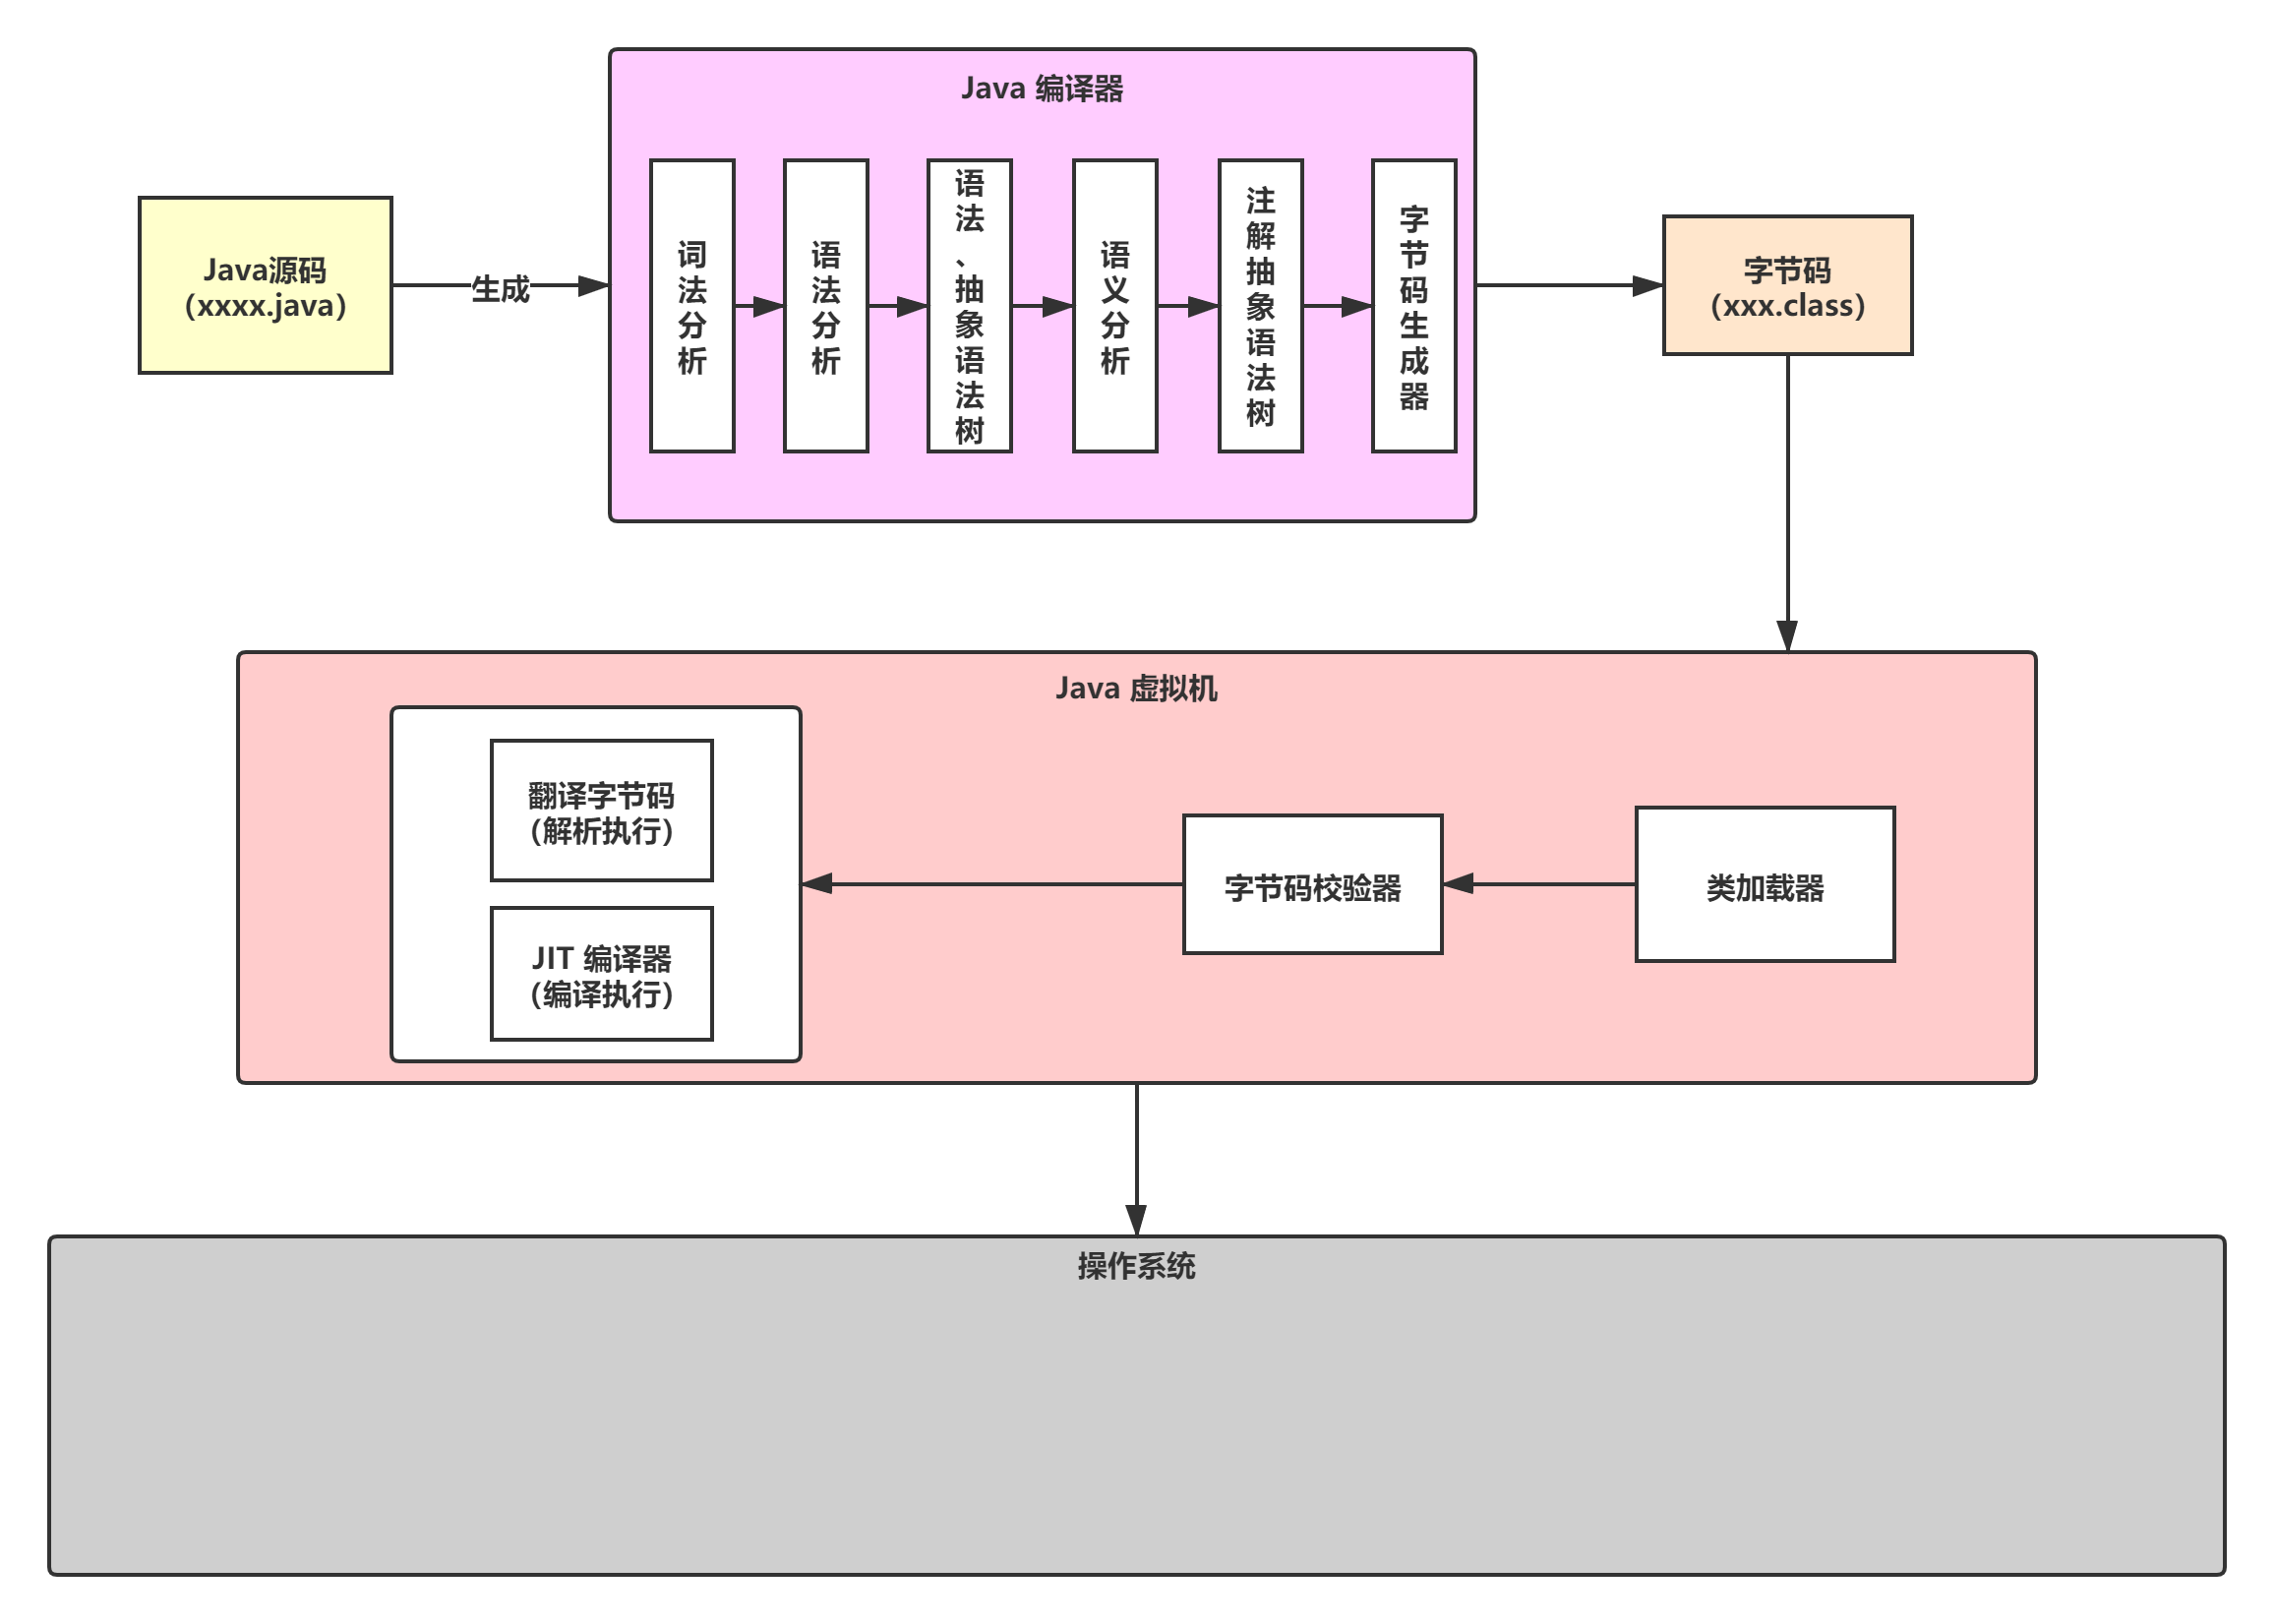 Java 编译器
Java源码
（xxxx.java）
生成
词法分析
语法分析
语法、抽象语法树
语义分析
注解抽象语法树
字节码生成器
字节码
（xxx.class）
Java 虚拟机
翻译字节码
（解析执行）
JIT 编译器
（编译执行）
字节码校验器
类加载器
操作系统